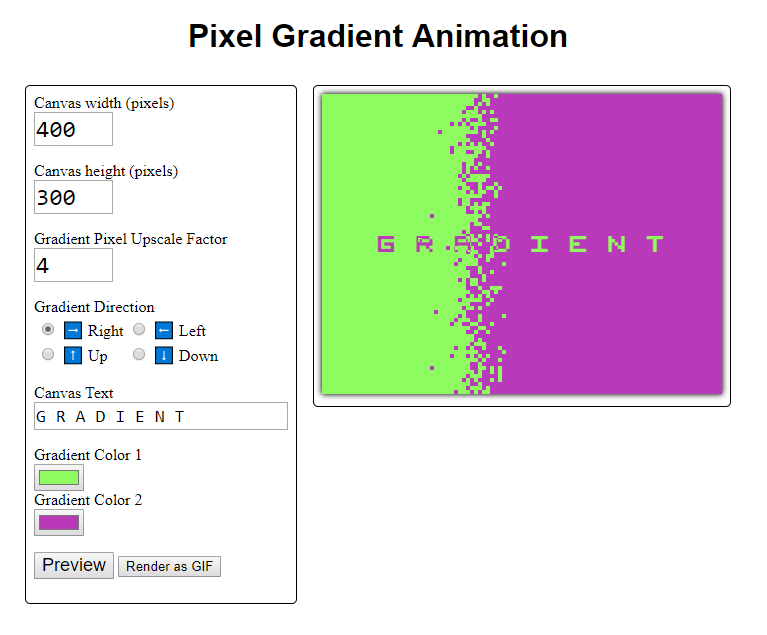 Pixel Gradient Animation
Canvas width (pixels)
400
Canvas height (pixels)
300
Gradient Pixel Upscale Factor
4
Gradient Direction
→ Right ← Left
↑ Up ↓ Down
Canvas Text
G R A D I E N T
Gradient Color 1
Gradient Color 2
Preview Render as GIF
G R A D I E N T